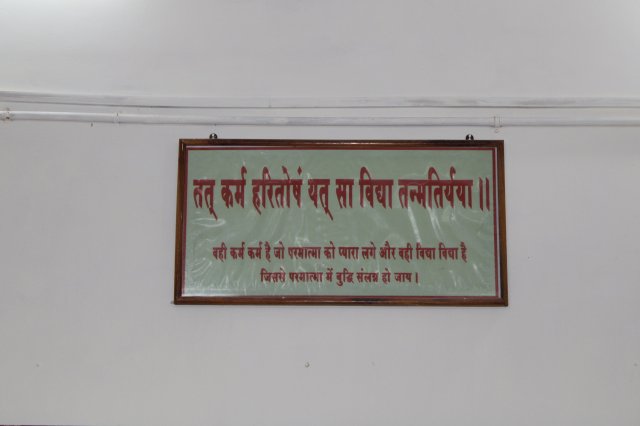 तत् कर्म हरितोषं यत् सा विद्या तन्मतिर्यया ||
वही कर्म कर्म है जो परमात्मा को प्यारा लगे और वही विद्या विद्या है
जिससे परमात्मा में बुद्धि संलग्न हो जाय |